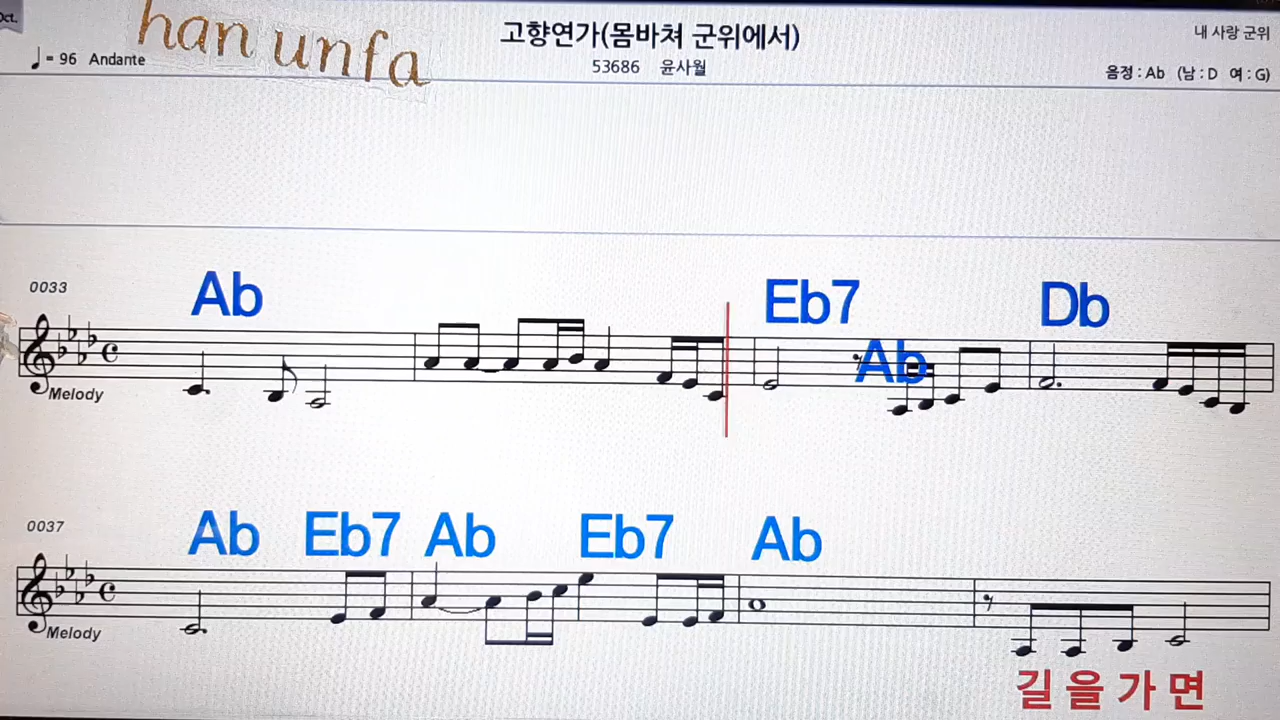 Oct.
han unfa
고향연가(몸바쳐 군위에서)
내 사랑 군위
♩= 96 Andante
53686 윤사월
음정 : Ab (남 : D 여 : G)
0033
Ab
Eb7
Db
Ab
Melody
0037
Ab Eb7 Ab Eb7 Ab
Melody
길 을 가 면